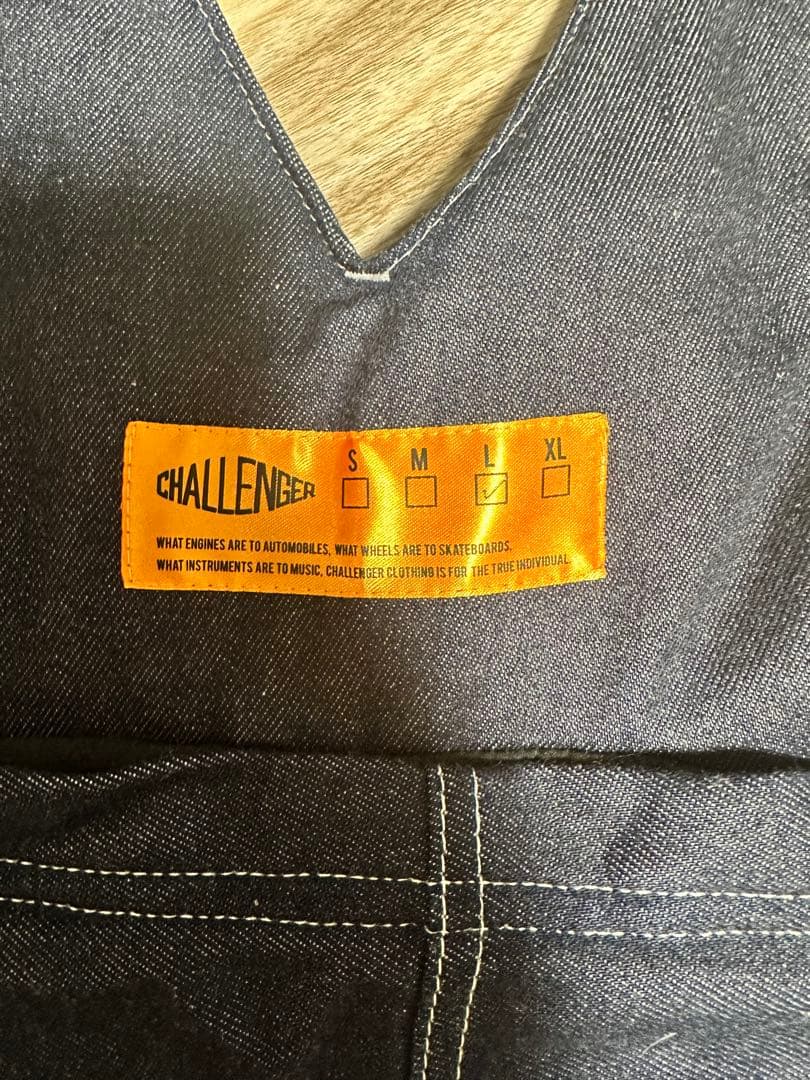 CHALLENGER S M L XL
WHAT ENGINES ARE TO AUTOMOBILES, WHAT WHEELS ARE TO SKATEBOARDS,
WHAT INSTRUMENTS ARE TO MUSIC, CHALLENGER CLOTHING IS FOR THE TRUE INDIVIDUAL.